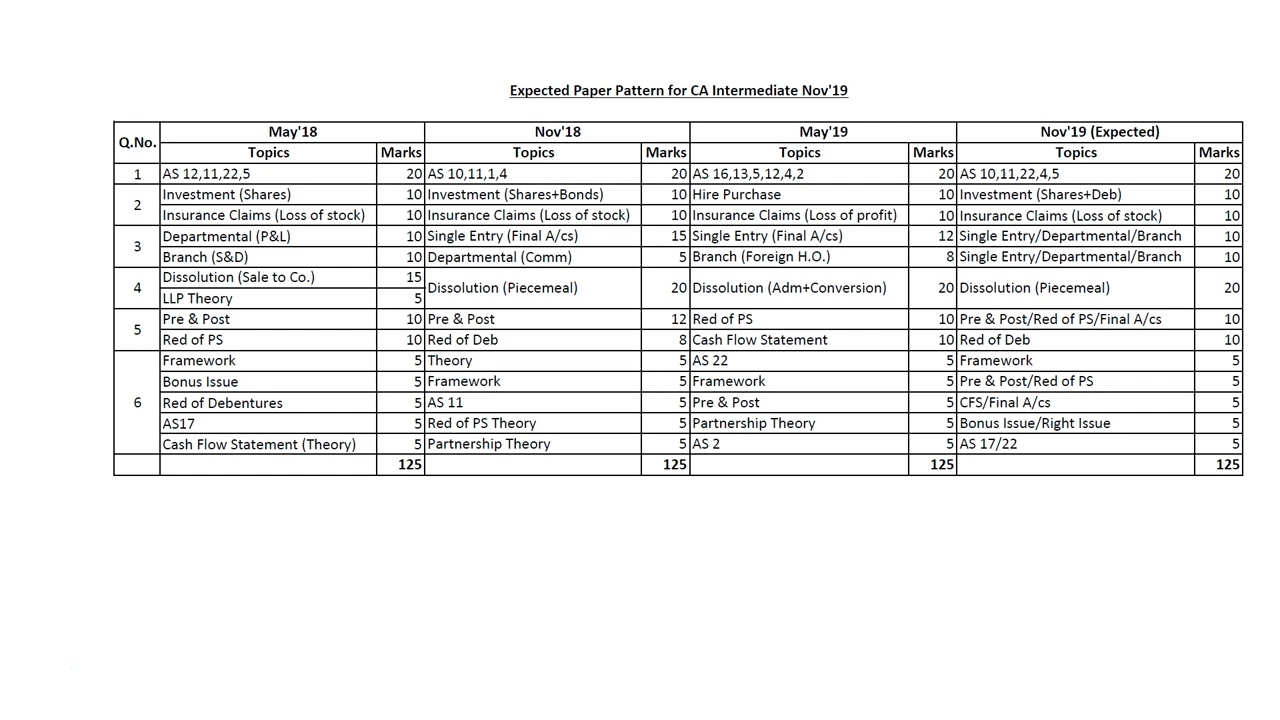 Expected Paper Pattern for CA Intermediate Nov'19
Q.No. May'18 Nov'18 May'19 Nov'19 (Expected)
Topics Marks Topics Marks Topics Marks Topics Marks
1 AS 12,11,22,5 20 AS 10,11,1,4 20 AS 16,13,5,12,4,2 20 AS 10,11,22,4,5 20
2 Investment (Shares) 10 Investment (Shares+Bonds) 10 Hire Purchase 10 Investment (Shares+Deb) 10
Insurance Claims (Loss of stock) 10 Insurance Claims (Loss of stock) 10 Insurance Claims (Loss of profit) 10 Insurance Claims (Loss of stock) 10
3 Departmental (P&L) 10 Single Entry (Final A/cs) 15 Single Entry (Final A/cs) 12 Single Entry/Departmental/Branch 10
Branch (S&D) 10 Departmental (Comm) 5 Branch (Foreign H.O.) 8 Single Entry/Departmental/Branch 10
4 Dissolution (Sale to Co.) 15 Dissolution (Piecemeal) 20 Dissolution (Adm+Conversion) 20 Dissolution (Piecemeal) 20
LLP Theory 5
5 Pre & Post 10 Pre & Post 12 Red of PS 10 Pre & Post/Red of PS/Final A/cs 10
Red of PS 10 Red of Deb 8 Cash Flow Statement 10 Red of Deb 10
6 Framework 5 Theory 5 AS 22 5 Framework 5
Bonus Issue 5 Framework 5 Framework 5 Pre & Post/Red of PS 5
Red of Debentures 5 AS 11 5 Pre & Post 5 CFS/Final A/cs 5
AS17 5 Red of PS Theory 5 Partnership Theory 5 Bonus Issue/Right Issue 5
Cash Flow Statement (Theory) 5 Partnership Theory 5 AS 2 5 AS 17/22 5
125 125 125 125